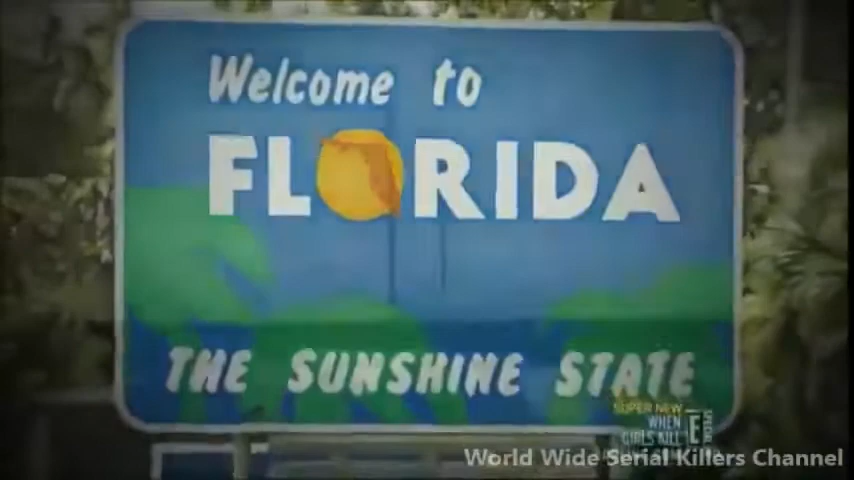 Welcome to
FLORIDA
THE SUNSHINE STATE
SUPER NEW
WHEN
GIRLS KILL
E
SPECIAL
World Wide Serial Killers Channel